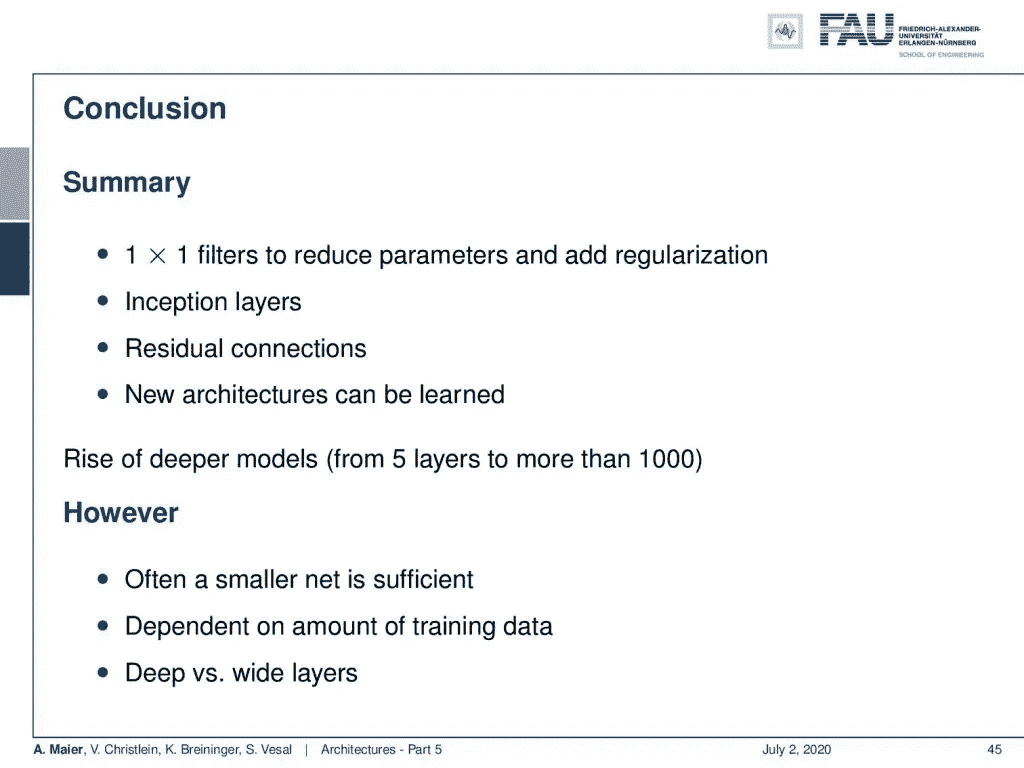 FAU
FRIEDRICH-ALEXANDER-
UNIVERSITÄT
ERLANGEN-NÜRNBERG
SCHOOL OF ENGINEERING
Conclusion
Summary
• 1 × 1 filters to reduce parameters and add regularization
• Inception layers
• Residual connections
• New architectures can be learned
Rise of deeper models (from 5 layers to more than 1000)
However
• Often a smaller net is sufficient
• Dependent on amount of training data
• Deep vs. wide layers
A. Maier, V. Christlein, K. Breininger, S. Vesal | Architectures - Part 5 July 2, 2020 45